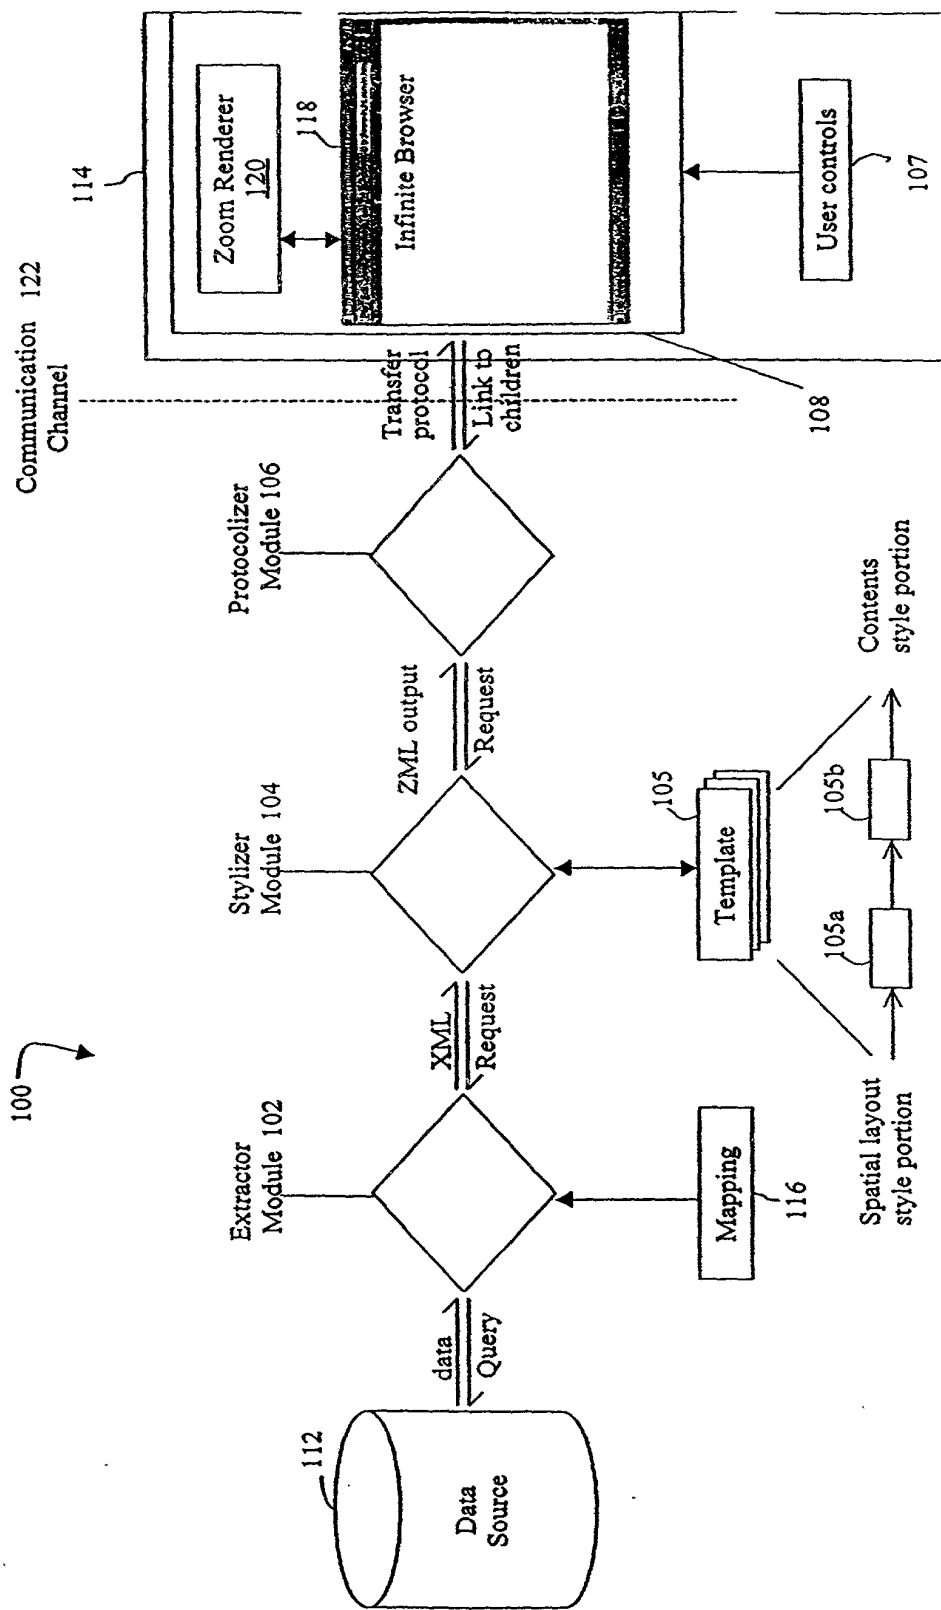 100
Communication 122
Channel
114
Zoom Renderer
120
118
Infinite Browser
Protocolizer
Module 106
Stylizer
Module 104
Extractor
Module 102
112
Data
Source
data
Query
XML
Request
ZML output
Request
Transfer
protocol
Link to
children
108
User controls
107
Mapping
116
105
Template
105a
105b
Spatial layout
style portion
Contents
style portion